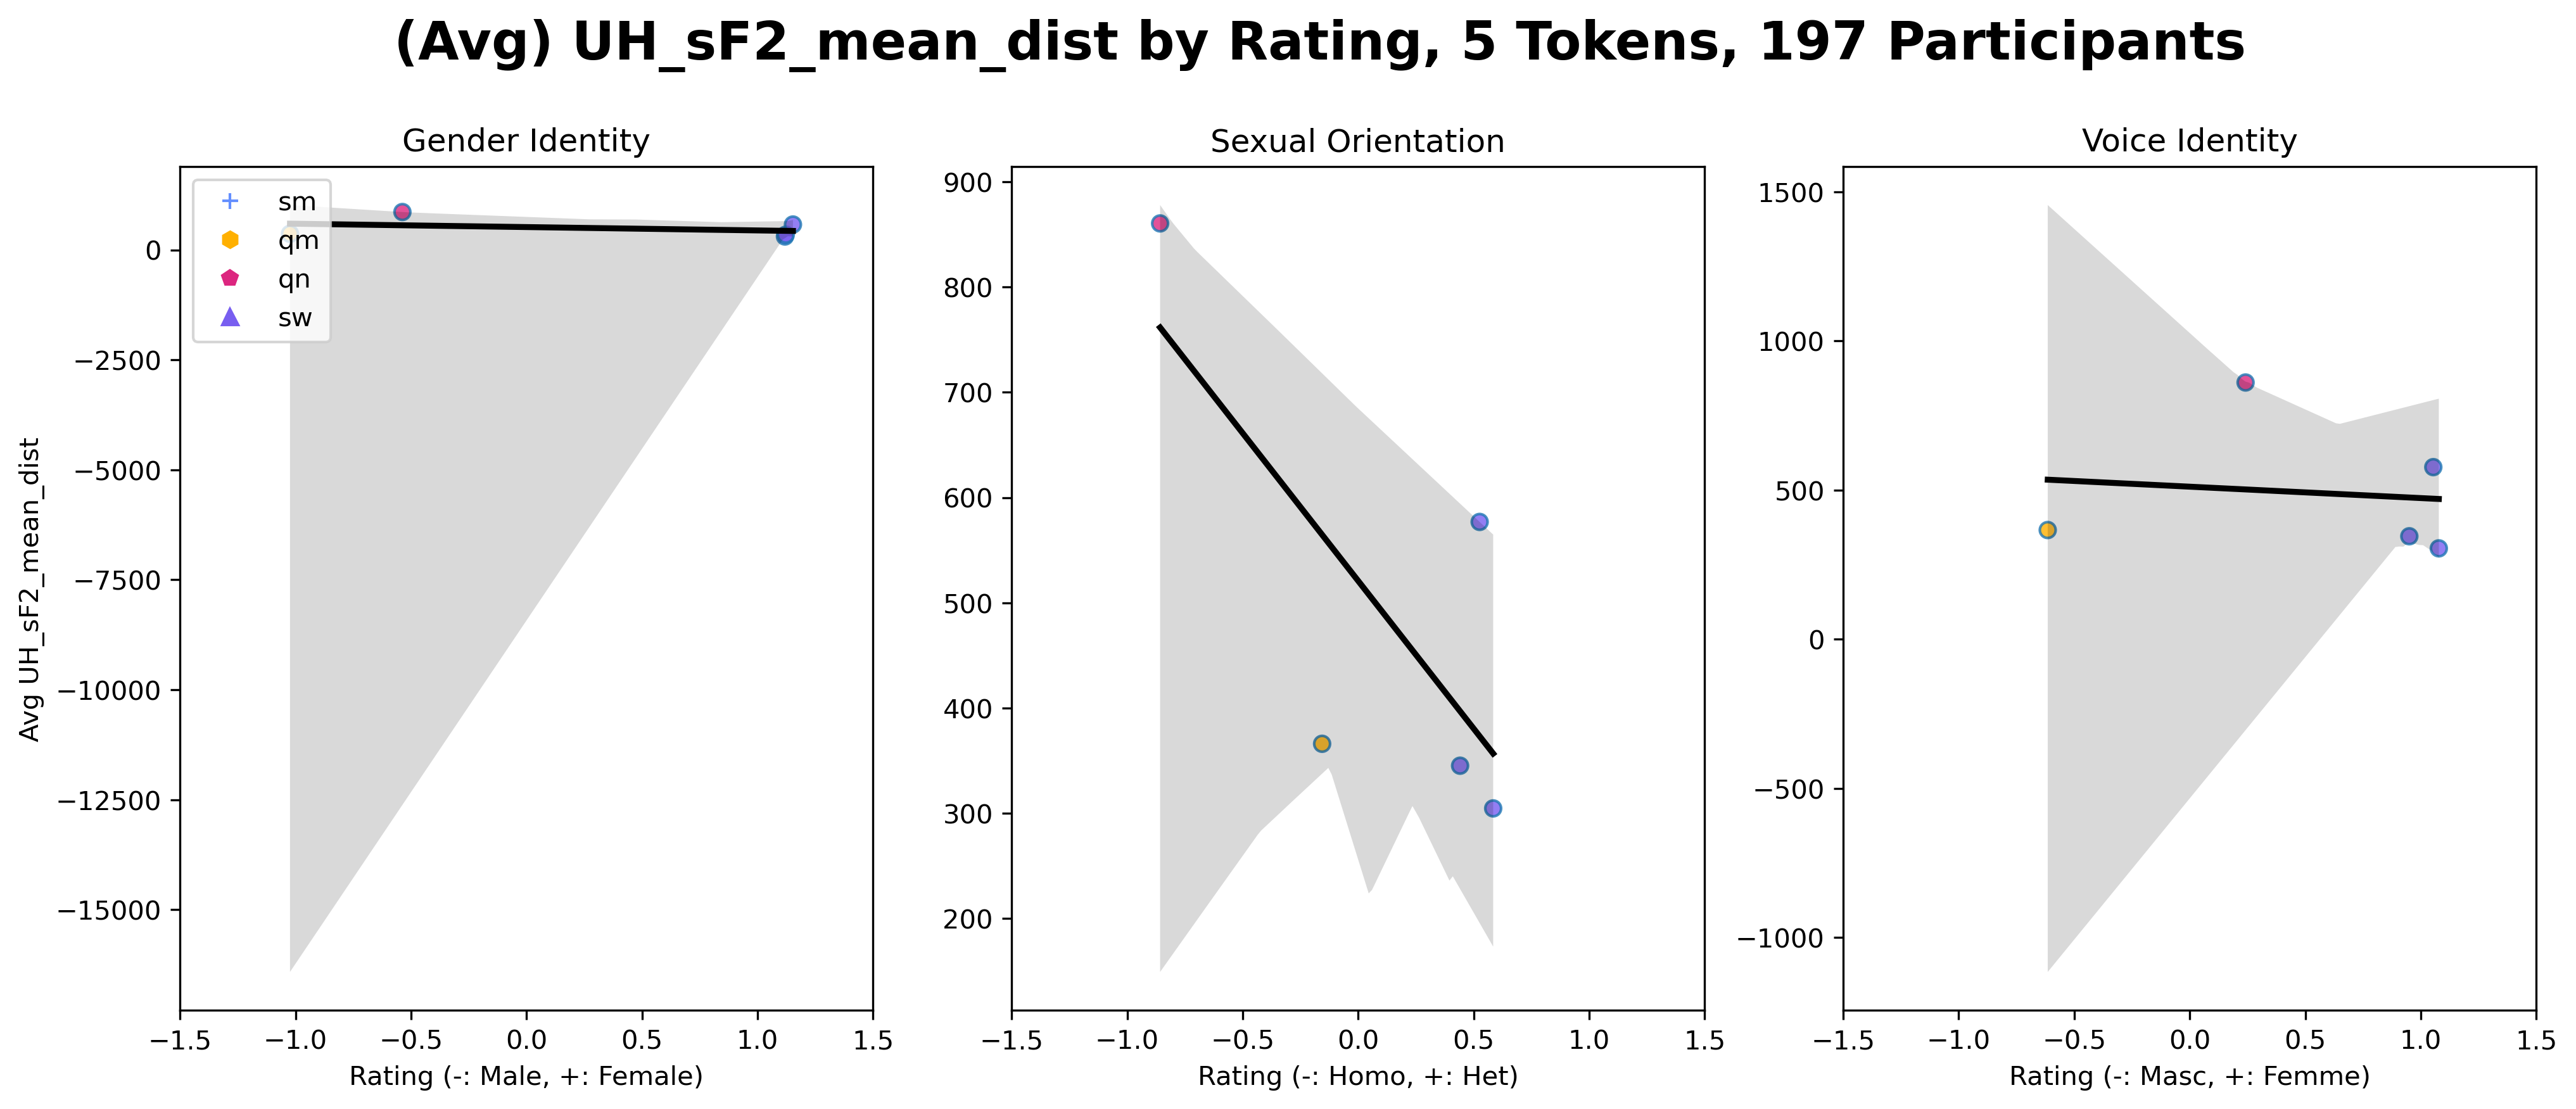 (Avg) UH_sF2_mean_dist by Rating, 5 Tokens, 197 Participants
Gender Identity
sm
qm
qn
sw
0
−2500
−5000
−7500
−10000
−12500
−15000
Avg UH_sF2_mean_dist
−1.5 −1.0 −0.5 0.0 0.5 1.0 1.5
Rating (-: Male, +: Female)
Sexual Orientation
900
800
700
600
500
400
300
200
−1.5 −1.0 −0.5 0.0 0.5 1.0 1.5
Rating (-: Homo, +: Het)
Voice Identity
1500
1000
500
0
−500
−1000
−1.5 −1.0 −0.5 0.0 0.5 1.0 1.5
Rating (-: Masc, +: Femme)